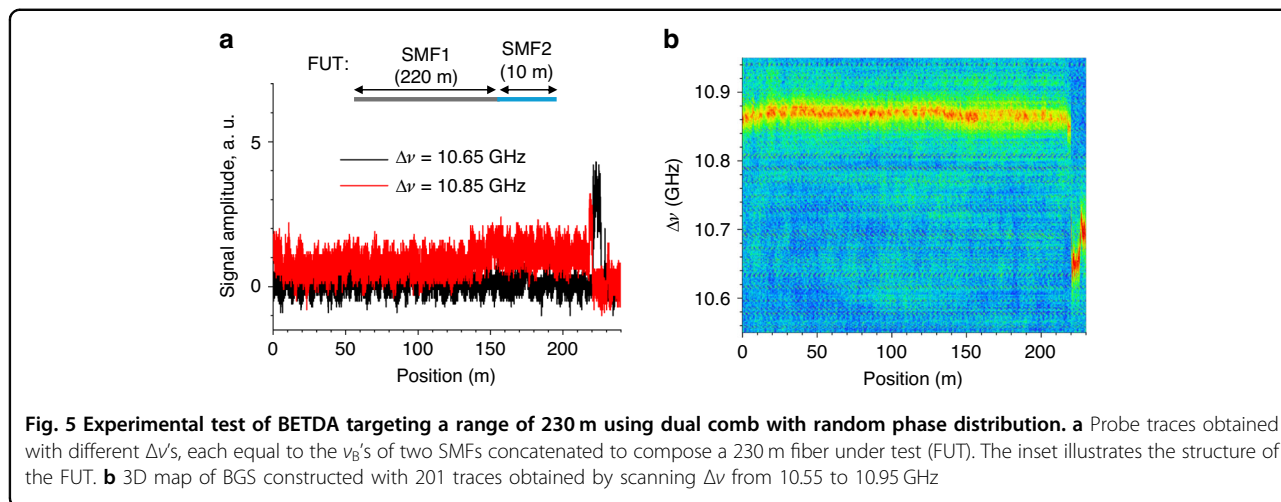 a
FUT:
SMF1
(220 m)
SMF2
(10 m)
Δν = 10.65 GHz
Δν = 10.85 GHz
Signal amplitude, a. u.
5
0
0 50 100 150 200
Position (m)
b
Δν (GHz)
10.9
10.8
10.7
10.6
0 50 100 150 200
Position (m)
Fig. 5 Experimental test of BETDA targeting a range of 230 m using dual comb with random phase distribution. a Probe traces obtained
with different Δν's, each equal to the νB's of two SMFs concatenated to compose a 230 m fiber under test (FUT). The inset illustrates the structure of
the FUT. b 3D map of BGS constructed with 201 traces obtained by scanning Δν from 10.55 to 10.95 GHz